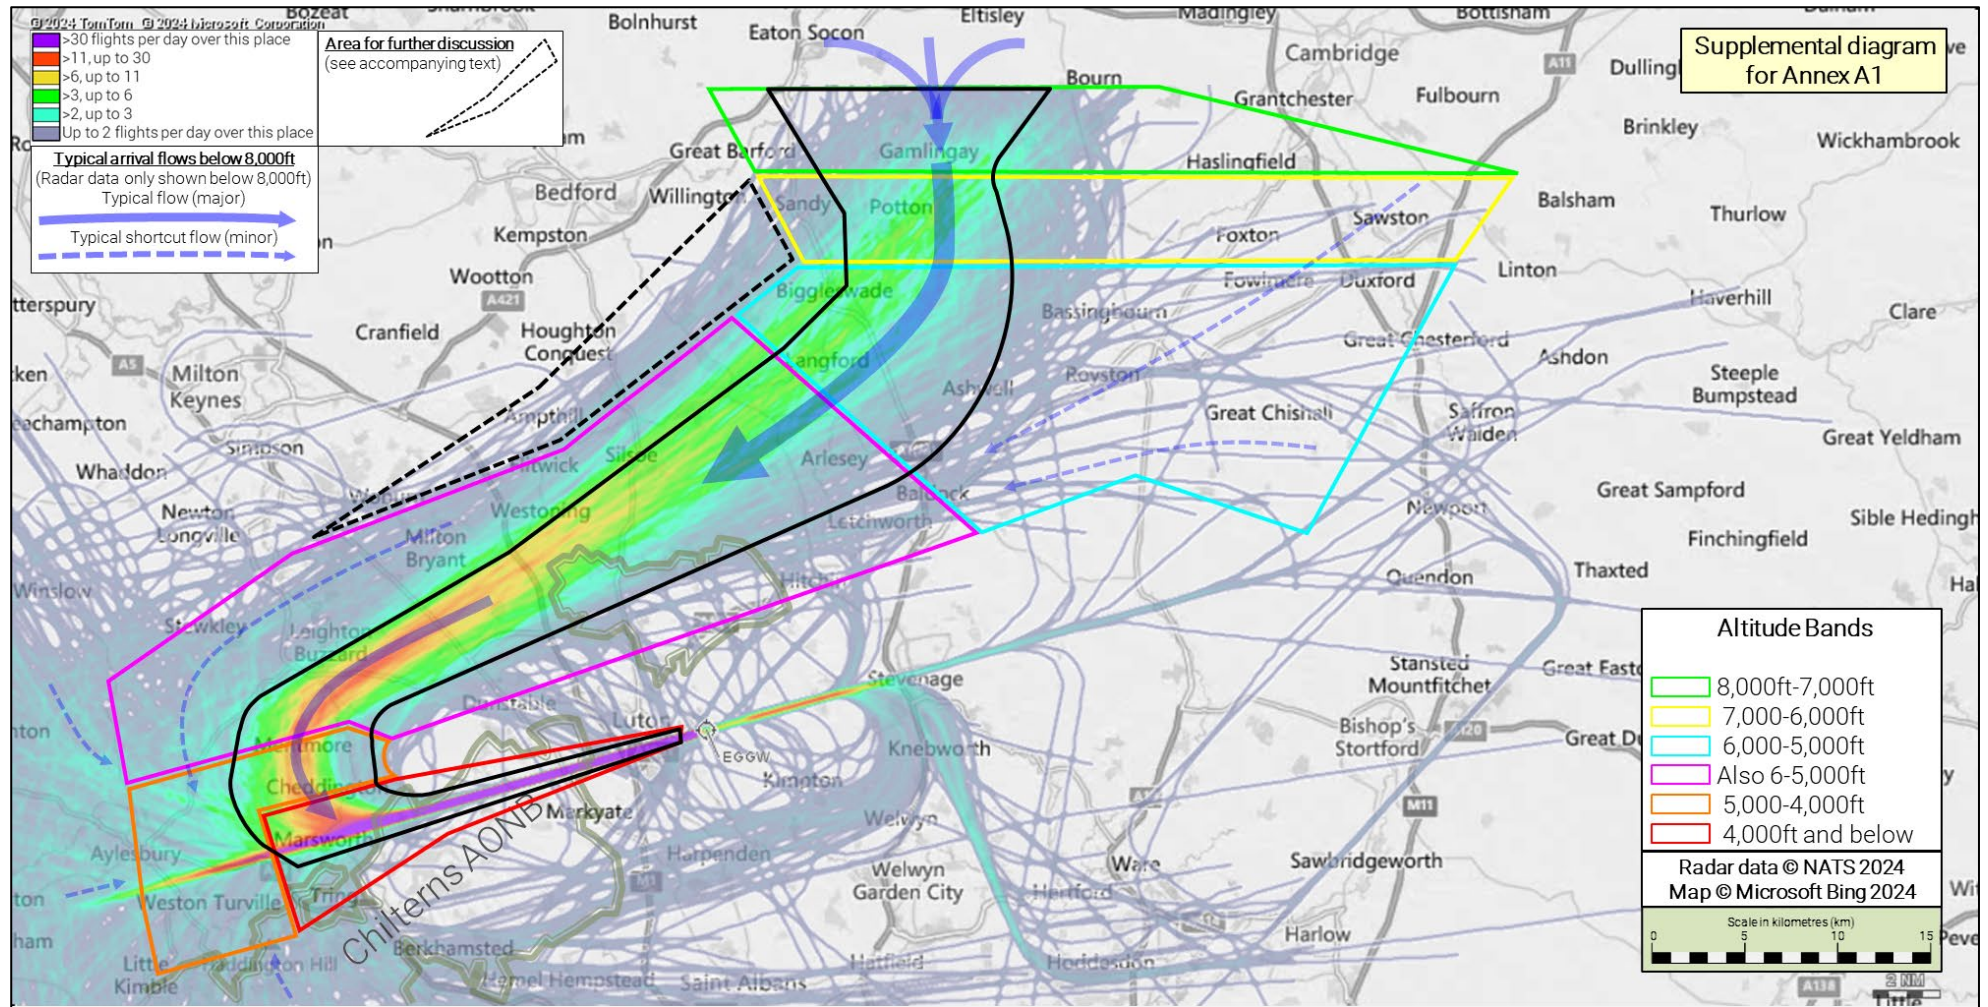 © 2024 TomTom © 2024 Microsoft Corporation
>30 flights per day over this place
>11, up to 30
>6, up to 11
>3, up to 6
>2, up to 3
Up to 2 flights per day over this place
Area for further discussion
(see accompanying text)
Typical arrival flows below 8,000ft
(Radar data only shown below 8,000ft)
Typical flow (major)
Typical shortcut flow (minor)
Supplemental diagram
for Annex A1
Bozeat
Bolnhurst
Eaton Socon
Eltisley
Madingley
Bottisham
Cambridge
A11
Bourn
Grantchester
Fulbourn
Brinkley
Wickhambrook
Great Barford
Gamlingay
Haslingfield
Bedford
Willington
Sandy
Potton
Sawston
Balsham
Thurlow
Kempston
Foxton
Wootton
A421
Biggleswade
Fowlmere
Duxford
Linton
Haverhill
Clare
Cranfield
Houghton
Conquest
Bassingbourn
Great Chesterford
A5
Milton
Keynes
Langford
Ashwell
Royston
Ashdon
Steeple
Bumpstead
Ampthill
Great Chishall
Saffron
Walden
Simpson
Great Yeldham
Whaddon
Silsoe
Arlesey
Woburn
Baldock
Newport
Great Sampford
Newton
Longville
Westoning
Letchworth
Finchingfield
Milton
Bryant
Winslow
Hitchin
Quendon
Thaxted
Stewkley
Leighton
Buzzard
Stevenage
Stansted
Mountfitchet
Dunstable
Luton
Mentmore
EGGW
Knebworth
Bishop's
Stortford
Cheddington
Kimpton
M11
Marsworth
Markyate
Welwyn
Aylesbury
Harpenden
Ware
Sawbridgeworth
Welwyn
Garden City
M1
Weston Turville
Tring
Hertford
Chilterns AONB
Berkhamsted
Harlow
Little
Kimble
Hemel Hempstead
Saint Albans
Hatfield
Hoddesdon
Altitude Bands
8,000ft-7,000ft
7,000-6,000ft
6,000-5,000ft
Also 6-5,000ft
5,000-4,000ft
4,000ft and below
Radar data © NATS 2024
Map © Microsoft Bing 2024
Scale in kilometres (km)
0 5 10 15
A138
2 NM
Little